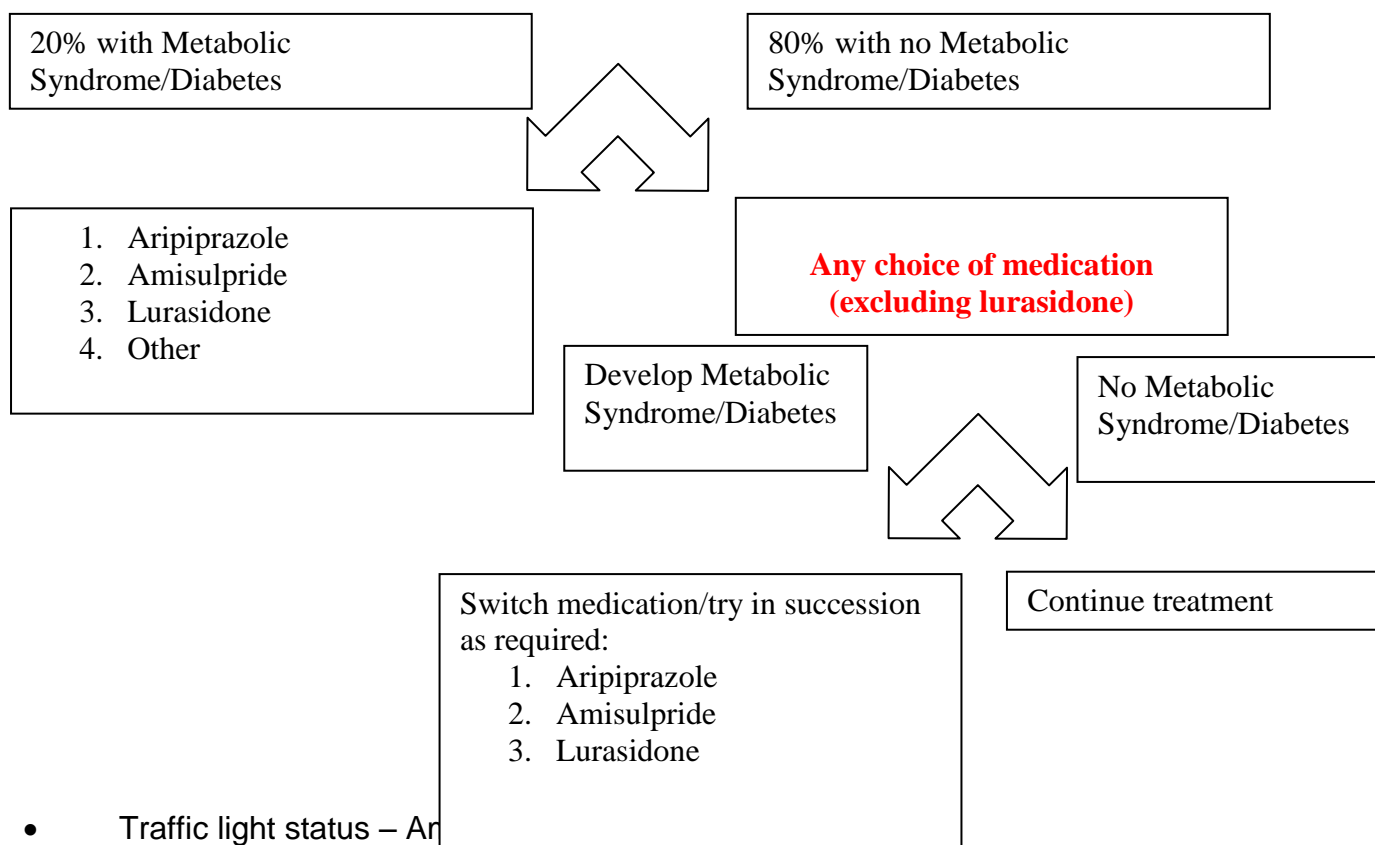 20% with Metabolic
Syndrome/Diabetes
80% with no Metabolic
Syndrome/Diabetes
1. Aripiprazole
2. Amisulpride
3. Lurasidone
4. Other
Any choice of medication
(excluding lurasidone)
Develop Metabolic
Syndrome/Diabetes
No Metabolic
Syndrome/Diabetes
Switch medication/try in succession
as required:
1. Aripiprazole
2. Amisulpride
3. Lurasidone
Continue treatment
• Traffic light status –